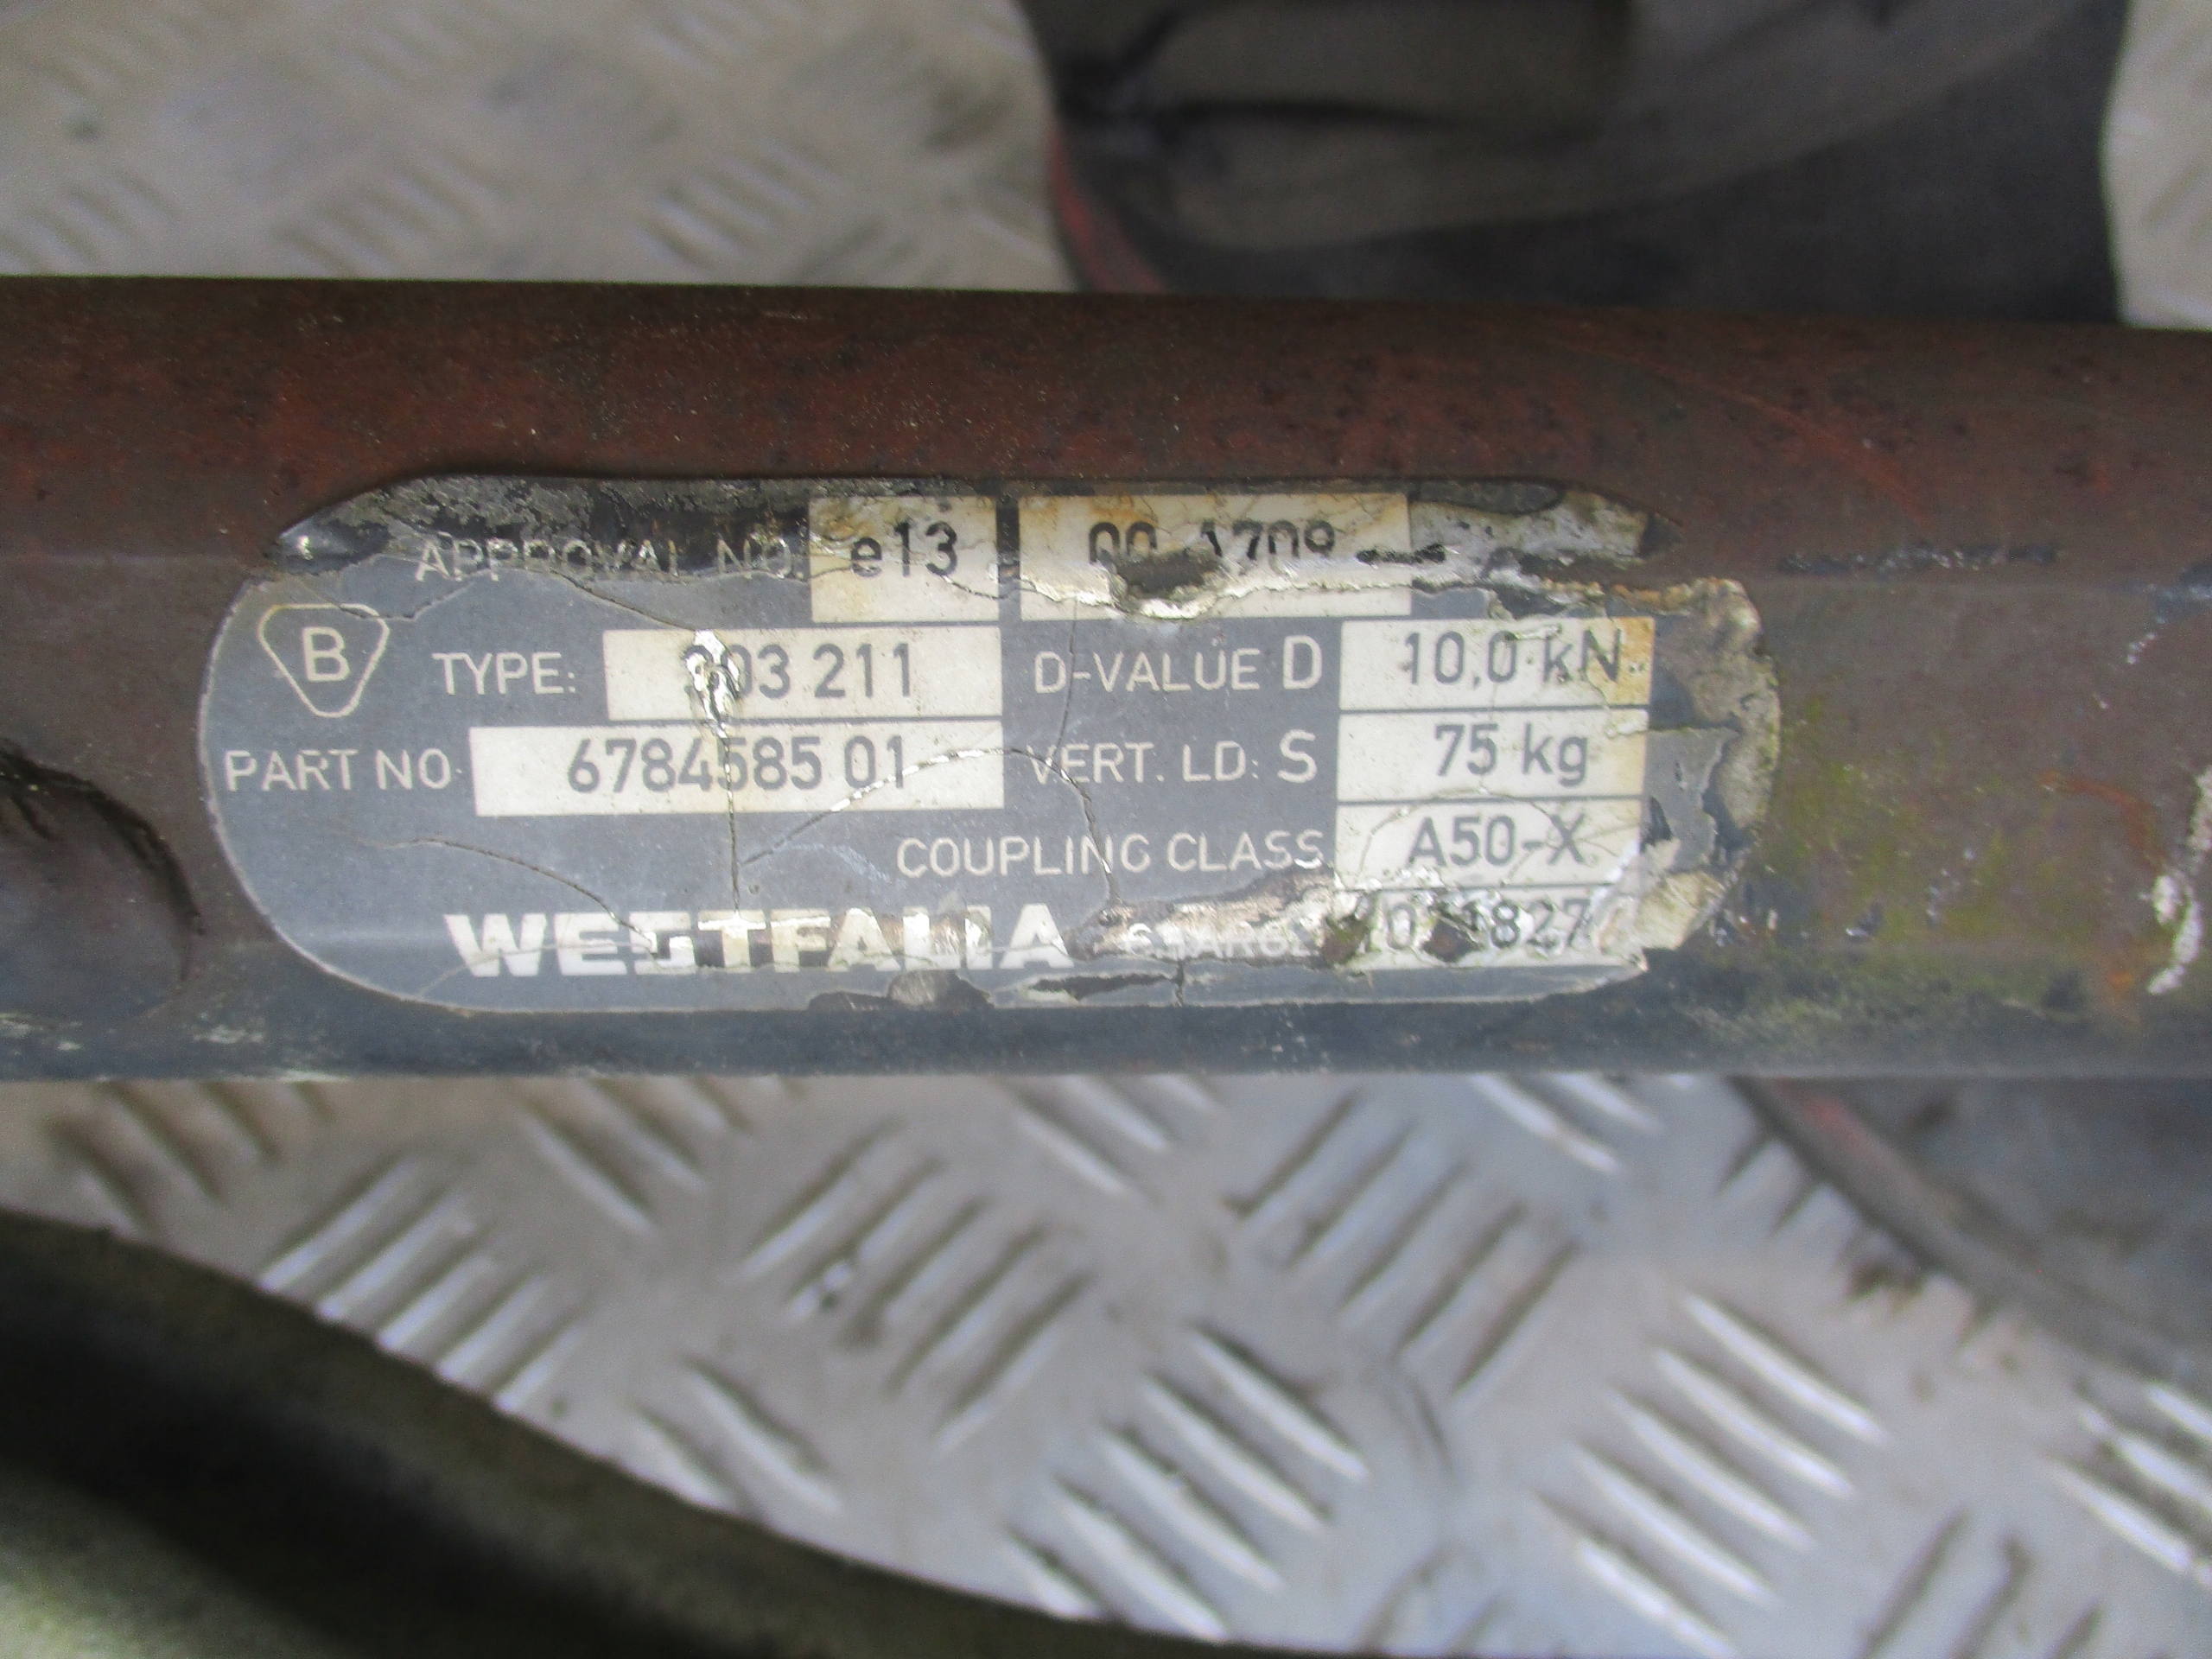 APPROVAL NO. e13
B TYPE: 211 D-VALUE D 10,0 kN
PART NO 6784585 01 VERT. LD: S 75 kg
COUPLING CLASS A50-X
WESTFALIA